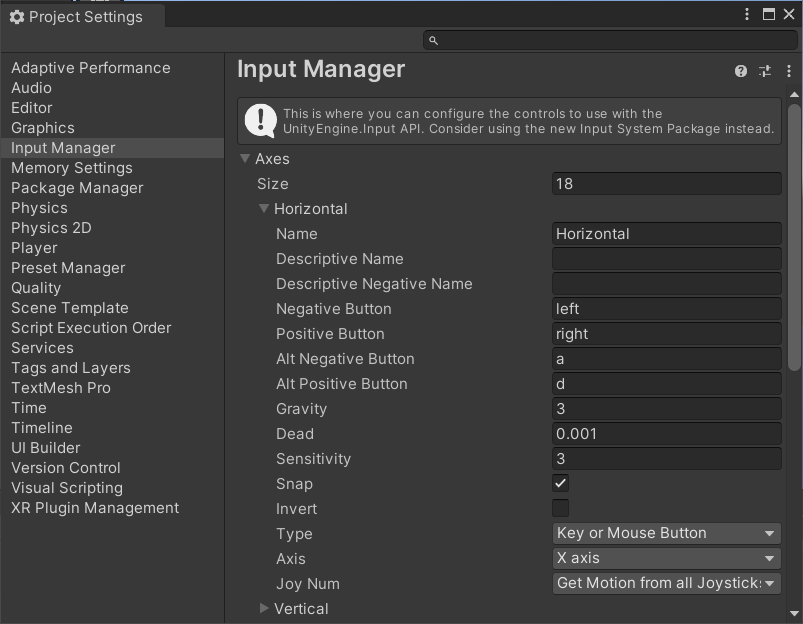 Project Settings
Adaptive Performance
Audio
Editor
Graphics
Input Manager
Memory Settings
Package Manager
Physics
Physics 2D
Player
Preset Manager
Quality
Scene Template
Script Execution Order
Services
Tags and Layers
TextMesh Pro
Time
Timeline
UI Builder
Version Control
Visual Scripting
XR Plugin Management
Input Manager
This is where you can configure the controls to use with the
UnityEngine.Input API. Consider using the new Input System Package instead.
Axes
Size 18
Horizontal
Name Horizontal
Descriptive Name
Descriptive Negative Name
Negative Button left
Positive Button right
Alt Negative Button a
Alt Positive Button d
Gravity 3
Dead 0.001
Sensitivity 3
Snap
Invert
Type Key or Mouse Button
Axis X axis
Joy Num Get Motion from all Joysticks
Vertical